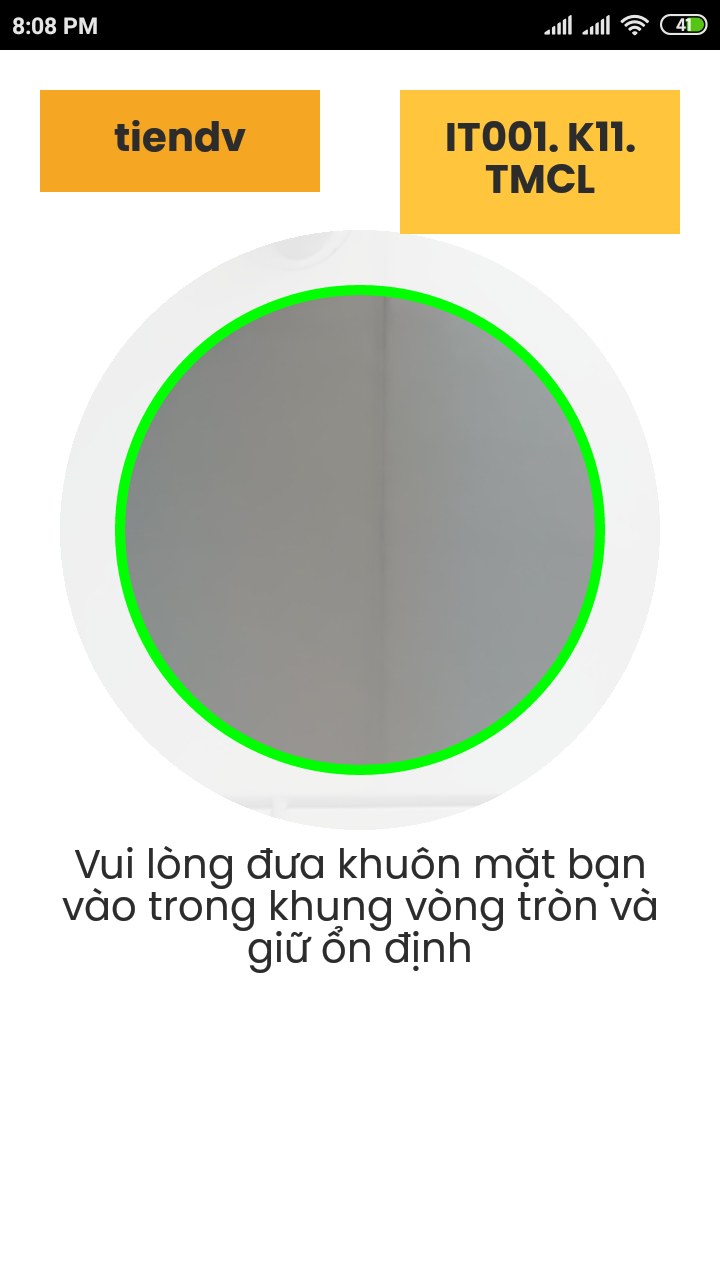 8:08 PM
41
tiendv
IT001. K11.
TMCL
Vui lòng đưa khuôn mặt bạn
vào trong khung vòng tròn và
giữ ổn định